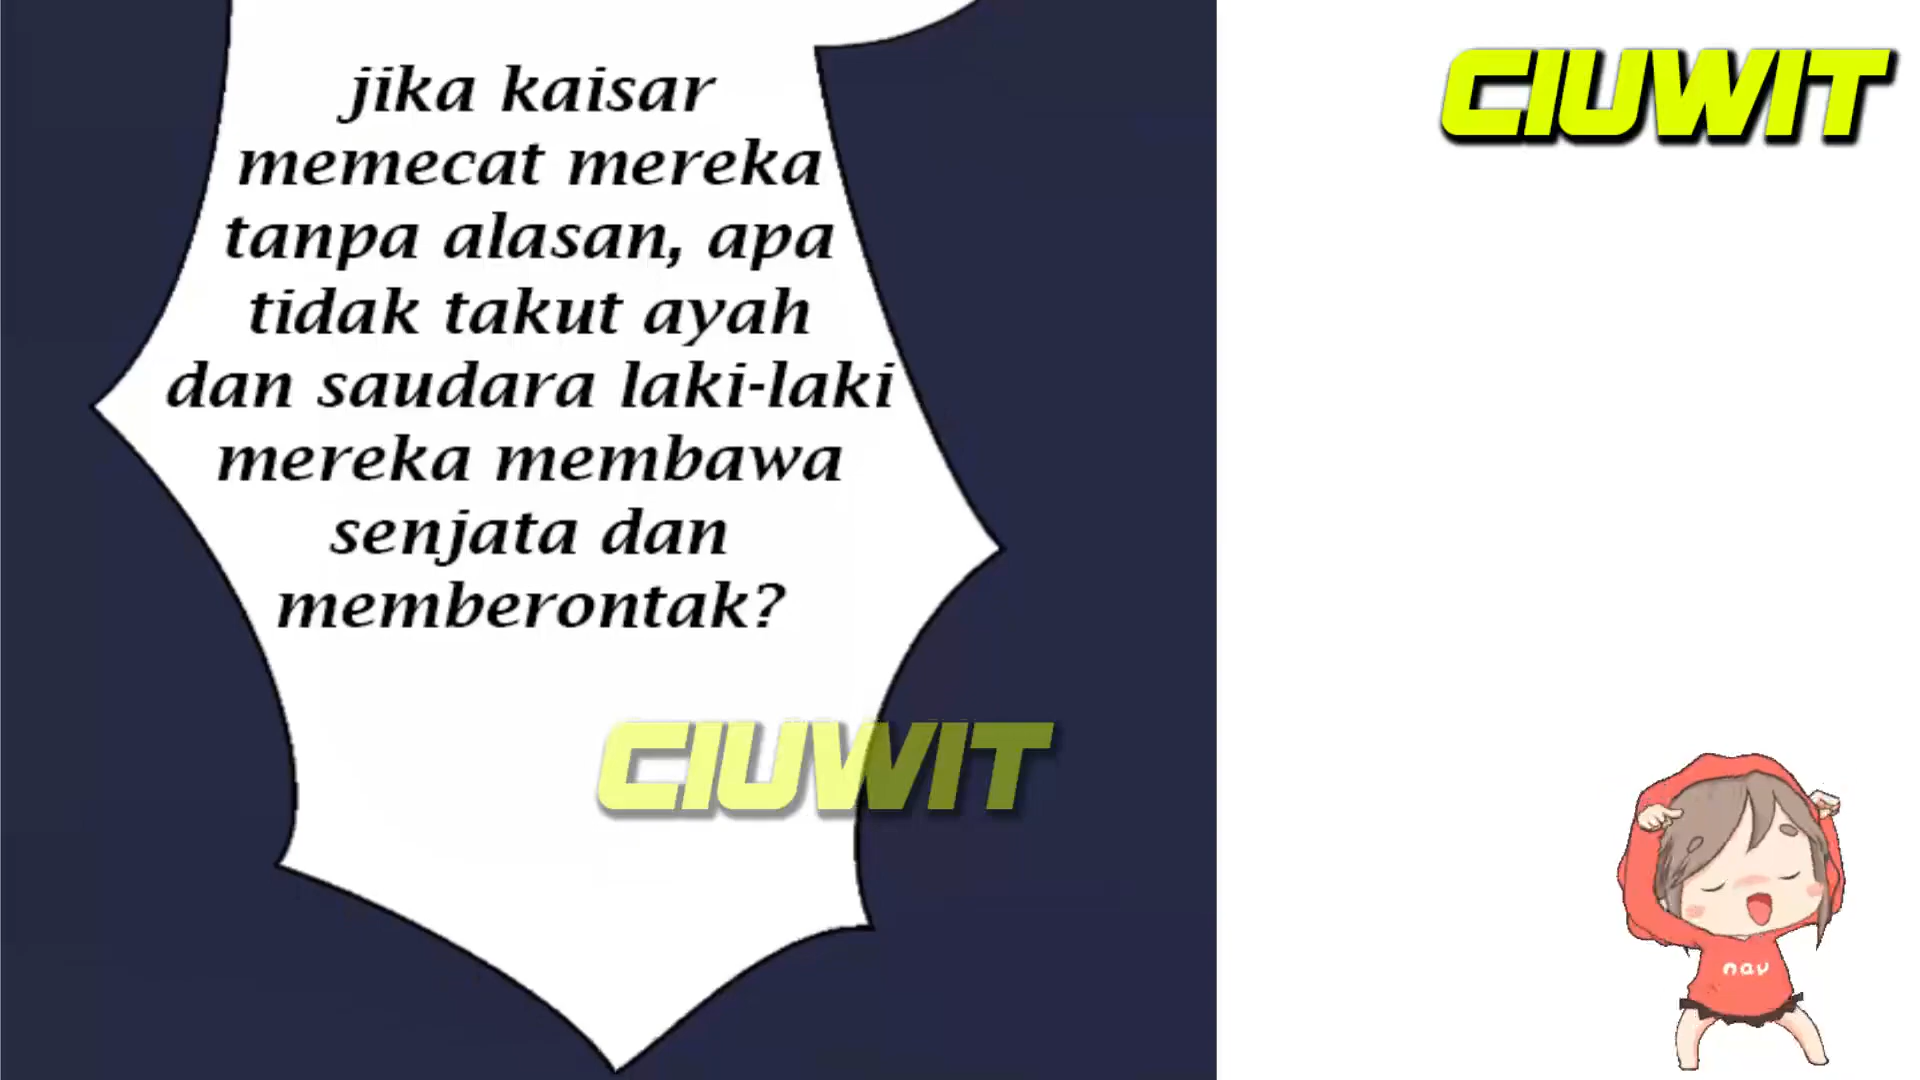 jika kaisar
memecat mereka
tanpa alasan, apa
tidak takut ayah
dan saudara laki-laki
mereka membawa
senjata dan
memberontak?
CIUWIT
CIUWIT
nav